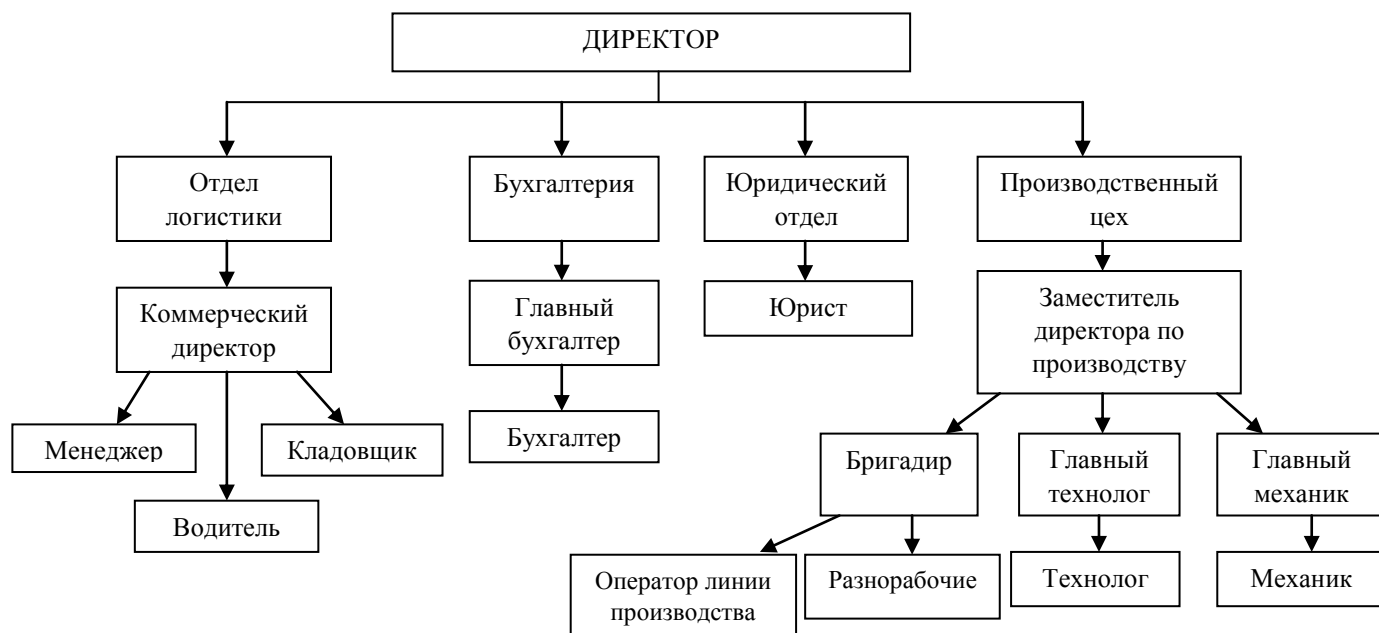 ДИРЕКТОР
Отдел
логистики
Бухгалтерия
Юридический
отдел
Производственный
цех
Коммерческий
директор
Главный
бухгалтер
Юрист
Заместитель
директора по
производству
Менеджер
Кладовщик
Водитель
Бухгалтер
Бригадир
Главный
технолог
Главный
механик
Оператор линии
производства
Разнорабочие
Технолог
Механик